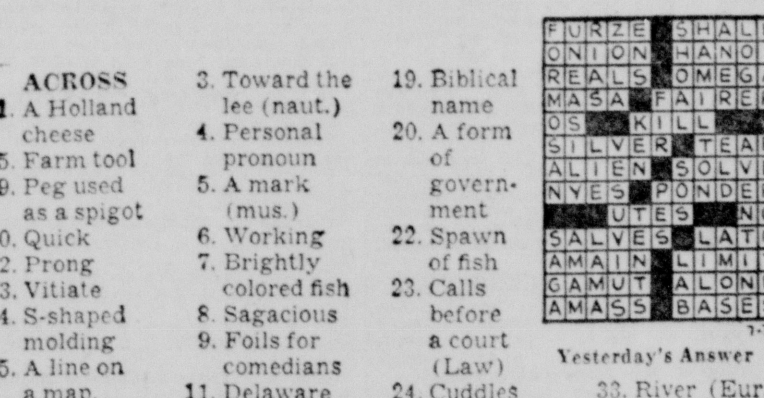 ACROSS
1. A Holland
cheese
5. Farm tool
9. Peg used
as a spigot
0. Quick
2. Prong
3. Vitiate
4. S-shaped
molding
5. A line on
a map
3. Toward the
lee (naut.)
4. Personal
pronoun
5. A mark
(mus.)
6. Working
7. Brightly
colored fish
8. Sagacious
9. Foils for
comedians
11. Delaware
19. Biblical
name
20. A form
of
govern-
ment
22. Spawn
of fish
23. Calls
before
a court
(Law)
24. Cuddles
FURZE SHAL
ONION HANO
REALS OMEG
MASA FAIRE
OS KILL
SILVER TEA
ALIEN SOLV
NYES PONDE
UTES N
SALVES LAT
AMAIN LIMI
GAMUT ALON
AMASS BASE
Yesterday's Answer
33. River (Eur